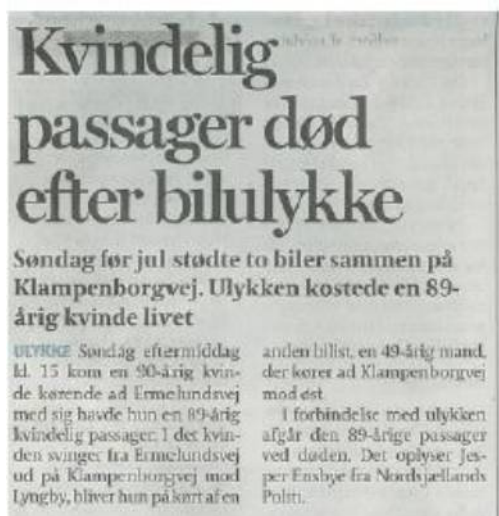 Kvindelig
passager død
efter bilulykke
Søndag før jul stødte to biler sammen på
Klampenborgvej. Ulykken kostede en 89-
årig kvinde livet
ULYKKE Søndag eftermiddag
kl. 15 kom en 90-årig kvin-
de kørende ad Ermelundsvej
med sig havde hun en 89-årig
kvindelig passager. I det kvin-
den svinger fra Ermelundsvej
ud på Klampenborgvej mod
Lyngby, bliver hun påkørt af en
anden bilist, en 49-årig mand,
der kører ad Klampenborgvej
mod øst.
I forbindelse med ulykken
afgår den 89-årige passager
ved døden. Det oplyser Jes-
per Ensbye fra Nordsjællands
Politi.